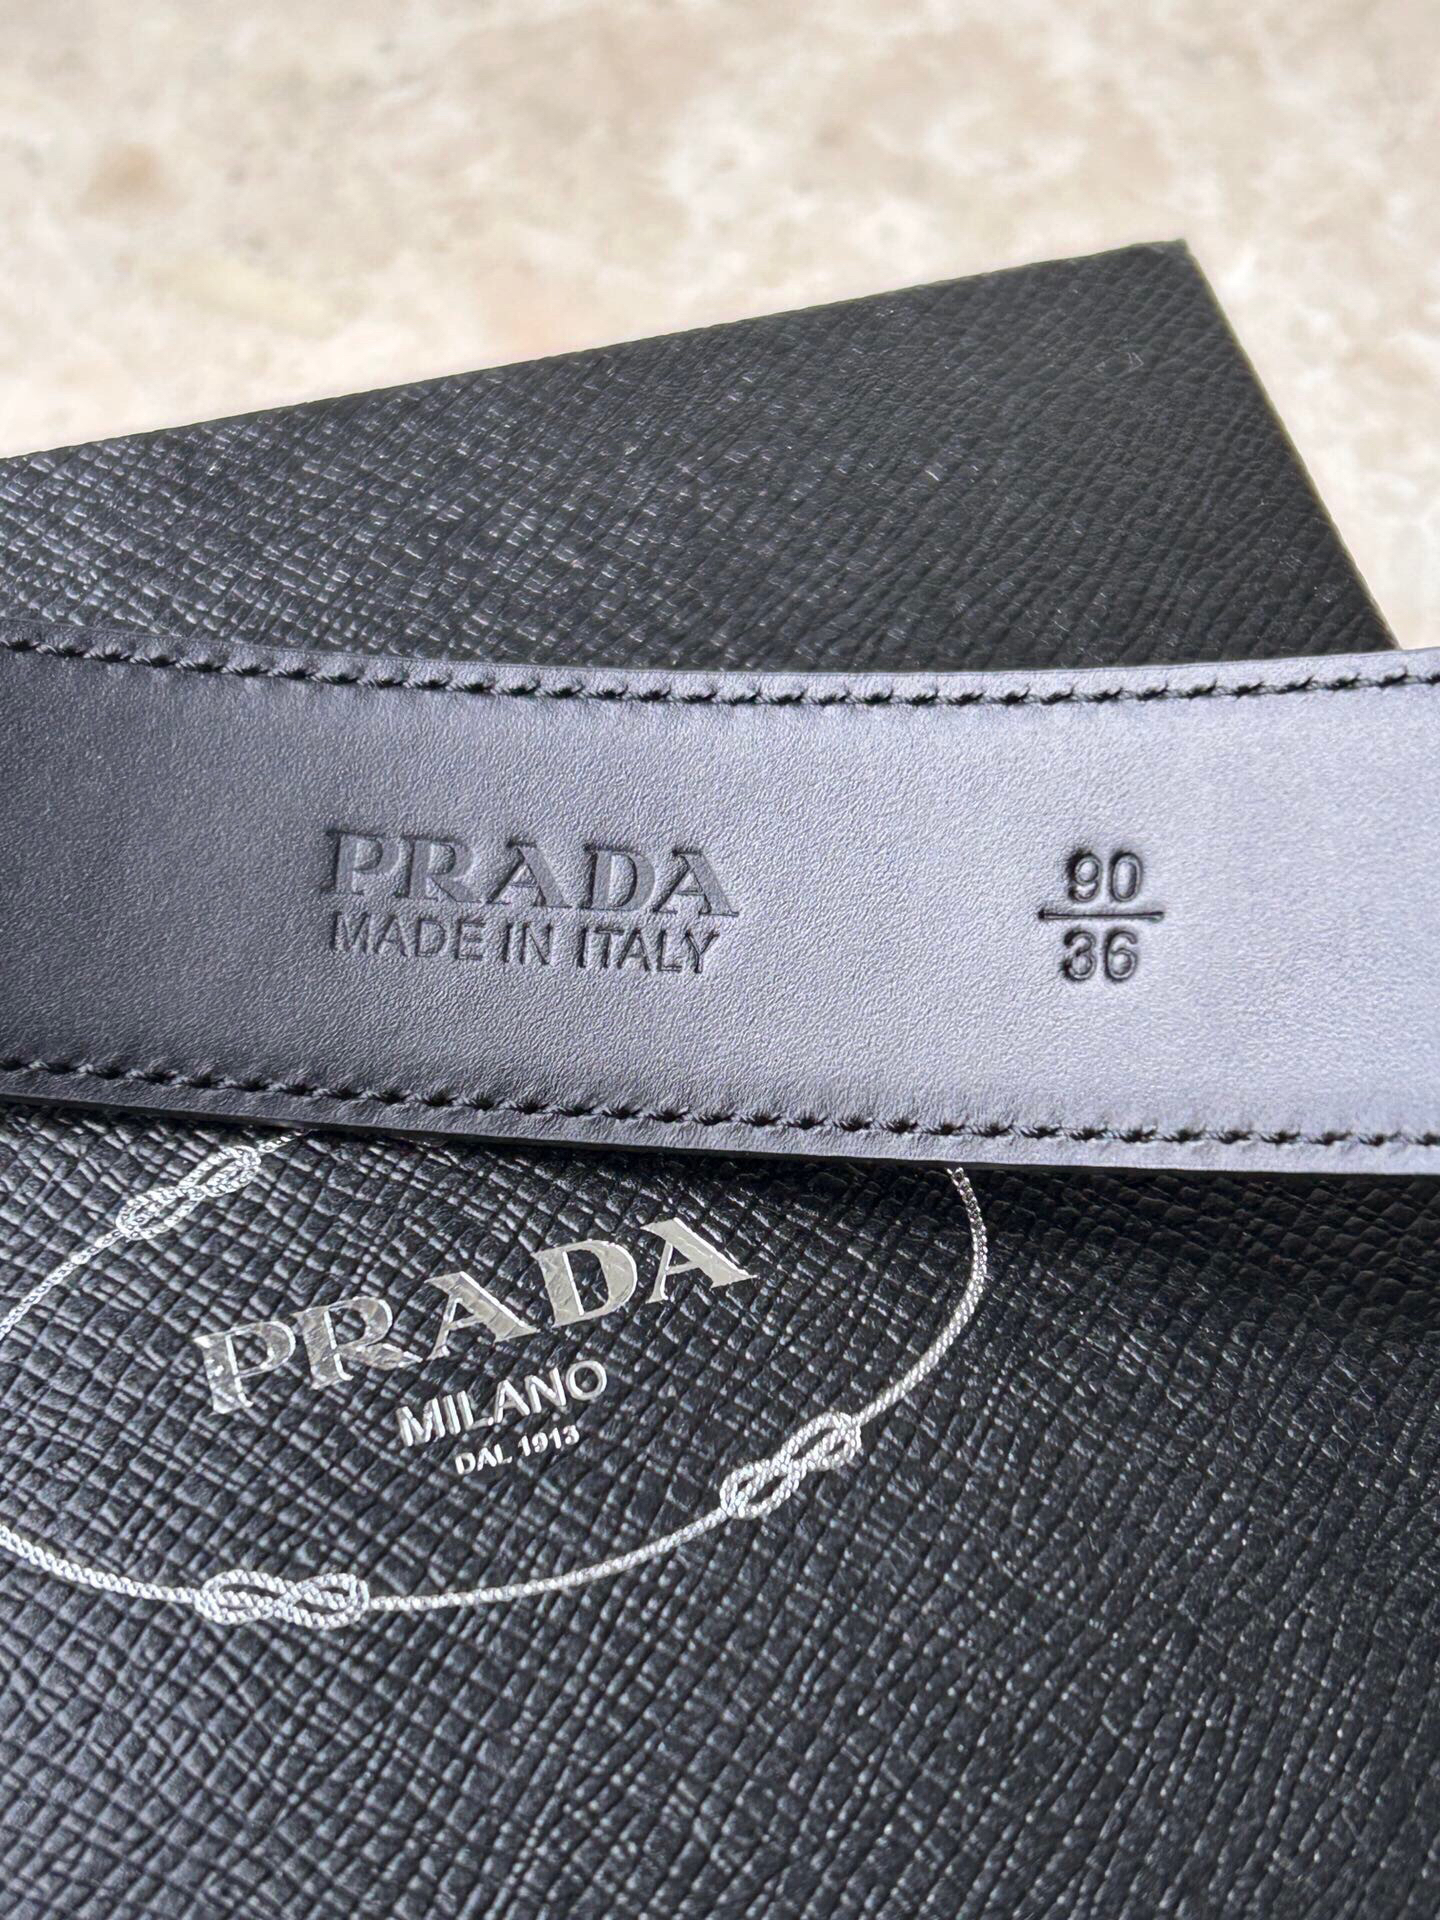 PRADA
MADE IN ITALY
90
36
PRADA
MILANO
DAL 1913